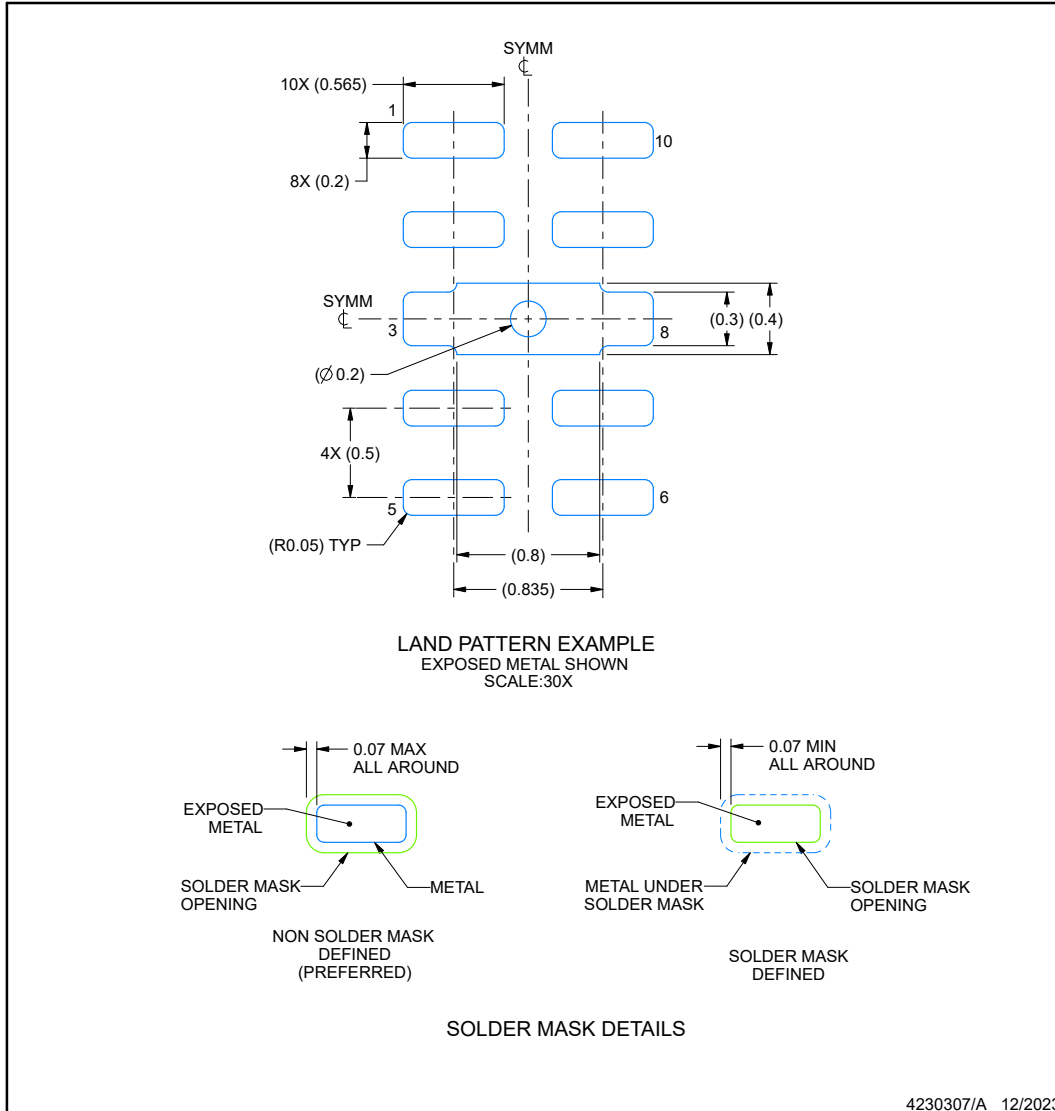 SYMM
℄
10X (0.565)
1
10
8X (0.2)
SYMM
℄
3
8
(0.3)
(0.4)
(∅ 0.2)
4X (0.5)
5
6
(R0.05) TYP
(0.8)
(0.835)
LAND PATTERN EXAMPLE
EXPOSED METAL SHOWN
SCALE:30X
0.07 MAX
ALL AROUND
EXPOSED
METAL
SOLDER MASK
OPENING
METAL
NON SOLDER MASK
DEFINED
(PREFERRED)
0.07 MIN
ALL AROUND
EXPOSED
METAL
METAL UNDER
SOLDER MASK
SOLDER MASK
OPENING
SOLDER MASK
DEFINED
SOLDER MASK DETAILS
4230307/A 12/2023